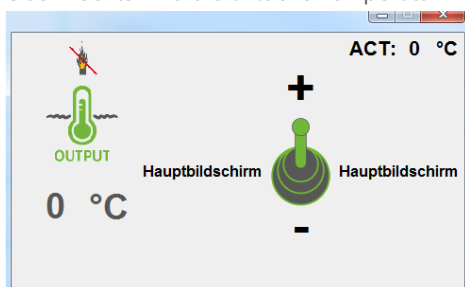 ACT: 0 °C
+
OUTPUT
Hauptbildschirm Hauptbildschirm
0 °C
-